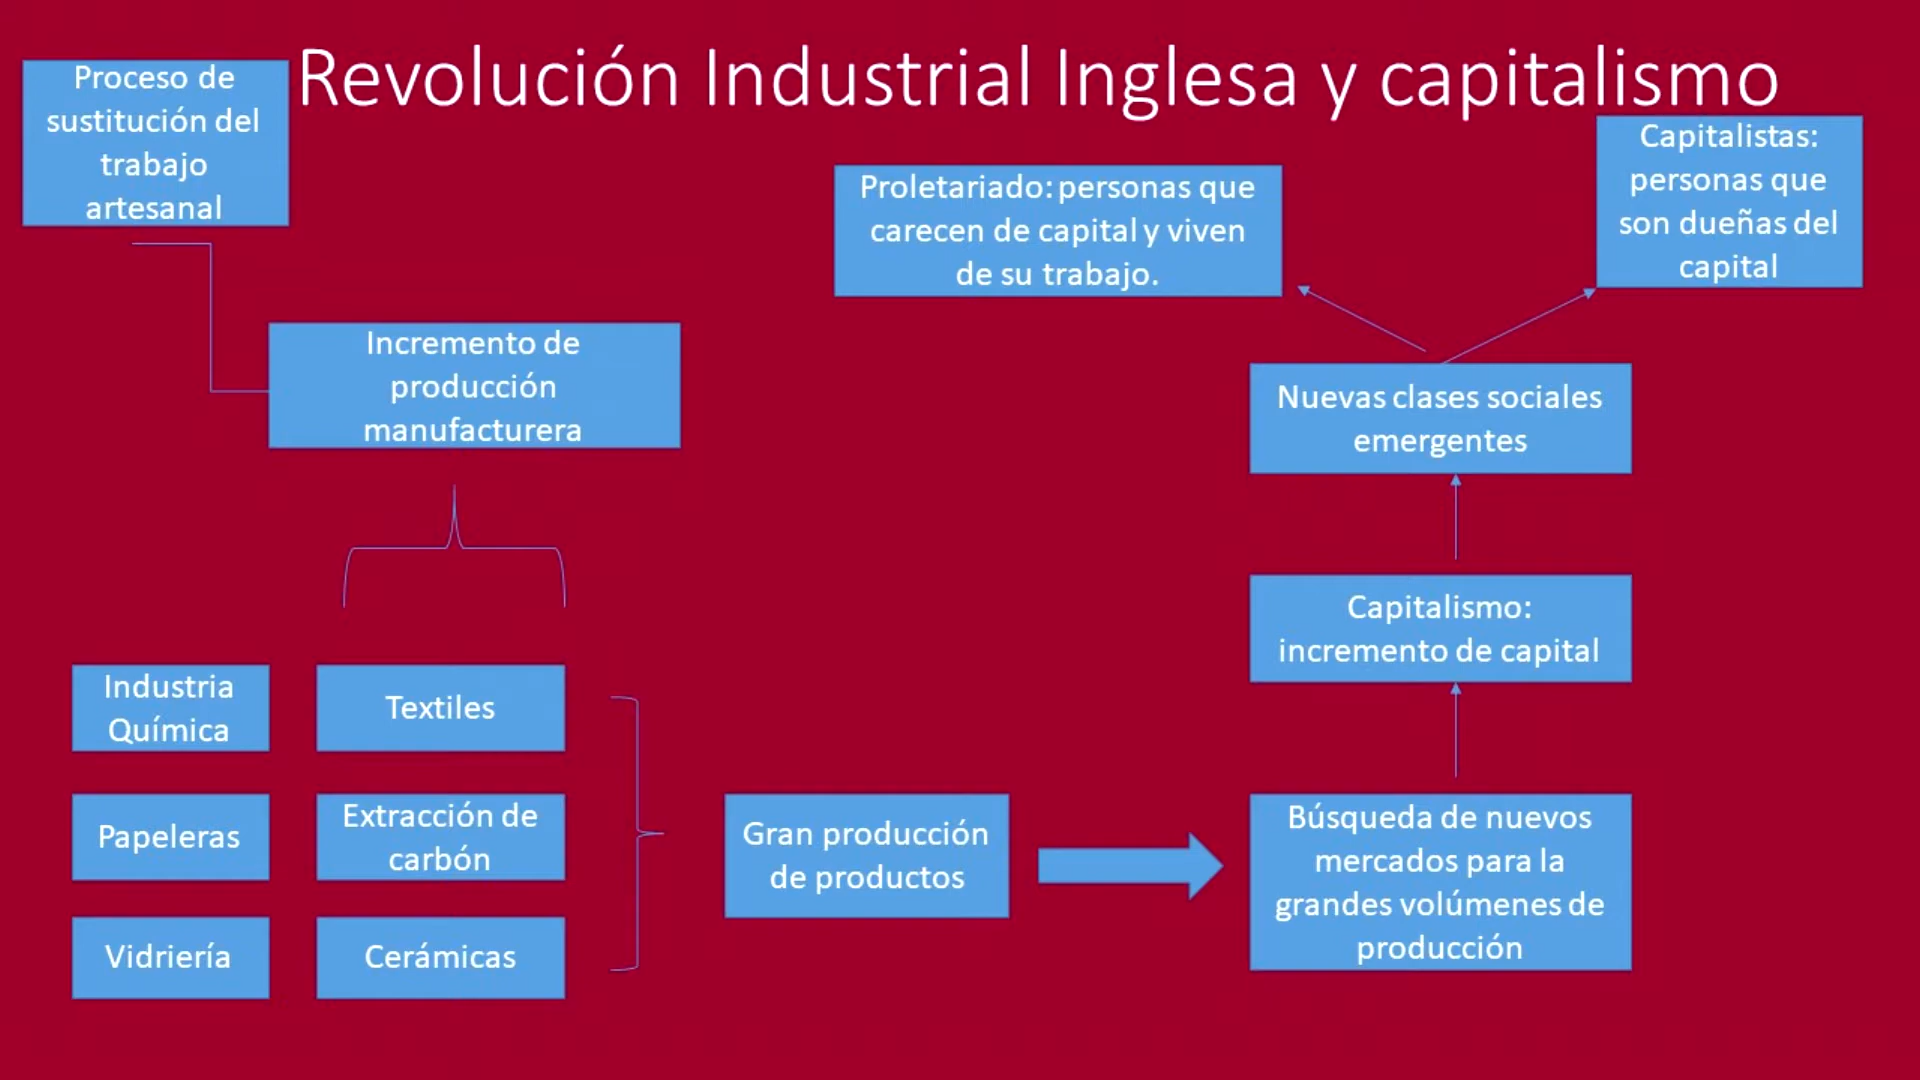 Revolución Industrial Inglesa y capitalismo
Proceso de
sustitución del
trabajo
artesanal
Incremento de
producción
manufacturera
Industria
Química
Textiles
Papeleras
Extracción de
carbón
Vidriería
Cerámicas
Gran producción
de productos
Búsqueda de nuevos
mercados para la
grandes volúmenes de
producción
Capitalismo:
incremento de capital
Nuevas clases sociales
emergentes
Proletariado: personas que
carecen de capital y viven
de su trabajo.
Capitalistas:
personas que
son dueñas del
capital